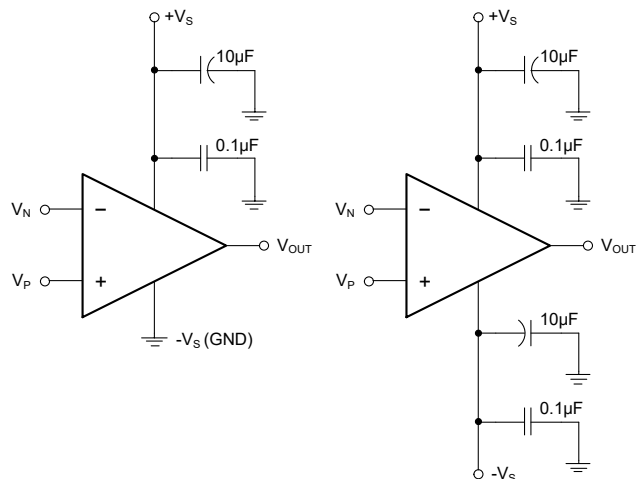 +VS
10µF
0.1µF
VN
−
VP
+
VOUT
-VS (GND)
+VS
10µF
0.1µF
VN
−
VP
+
VOUT
10µF
0.1µF
-VS